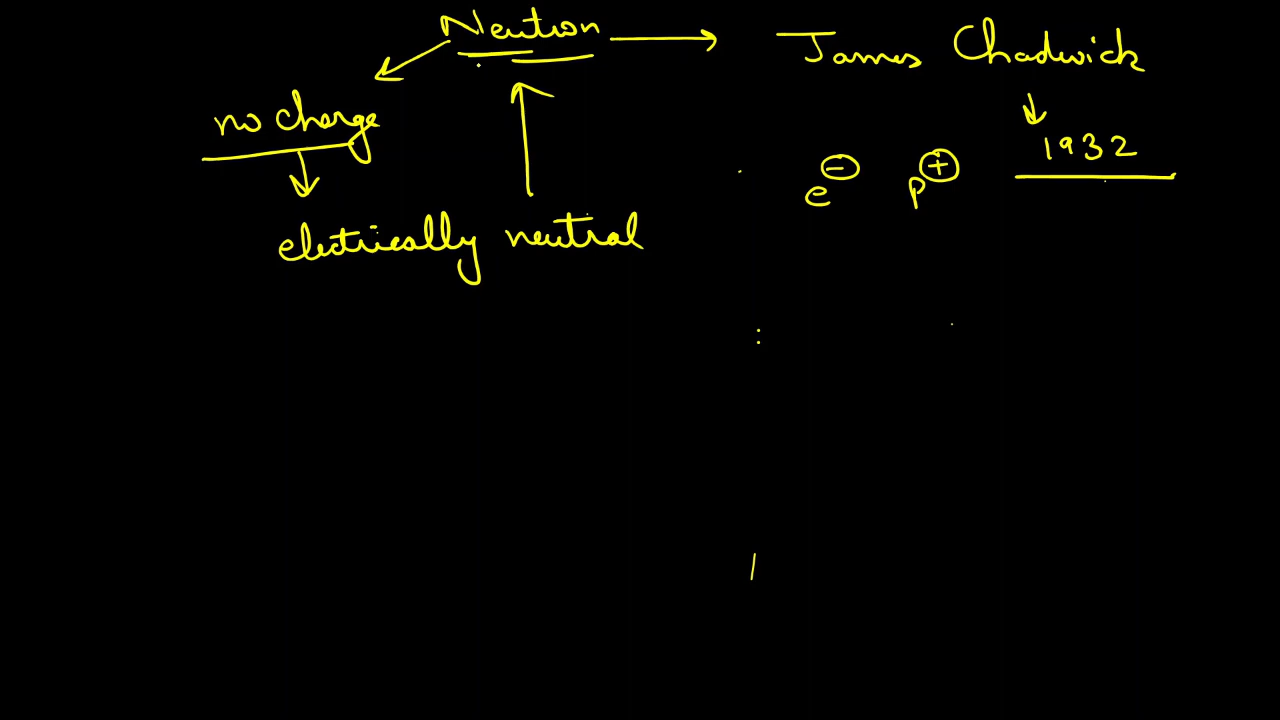 Neutron → James Chadwick
no charge
1932
e⊖ p⊕
electrically neutral